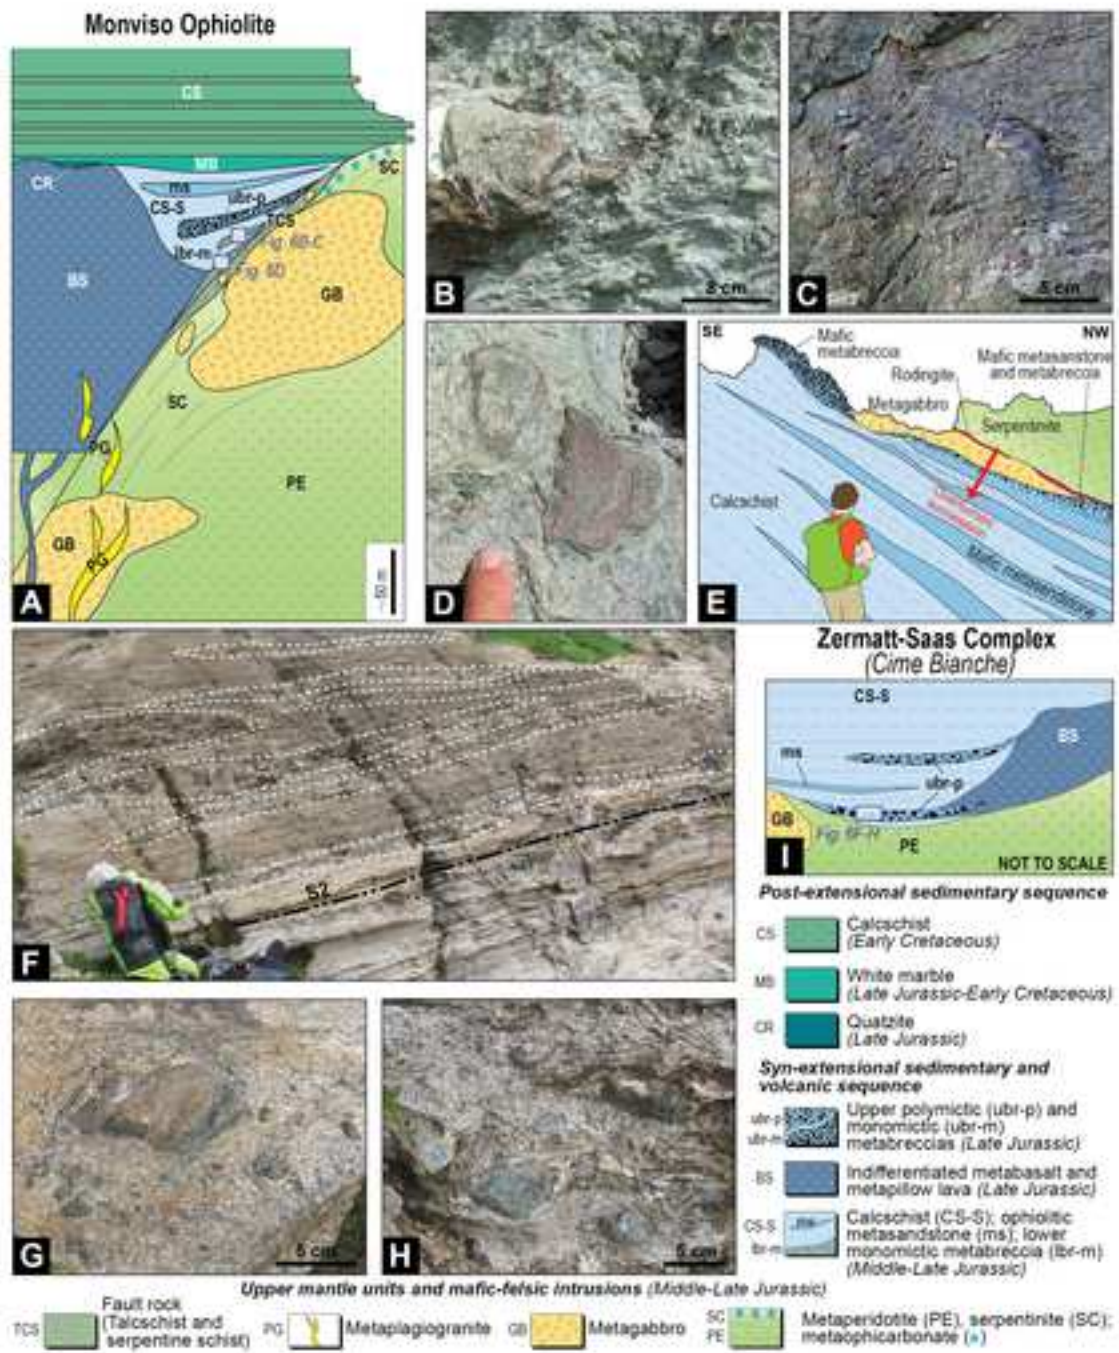 Monviso Ophiolite
CS
MB
SC
CR
ms
ubr-p
CS-S
TCS
lbr-m
Fig. 6B-C
Fig. 6D
BS
GB
SC
PG
PE
GB
PG
~50 m
A
B
8 cm
C
5 cm
D
SE
NW
Mafic
metabreccia
Mafic metasanstone
and metabreccia
Rodingite
Metagabbro
Serpentinite
Calcschist
Mafic metasandstone
E
S2
F
Zermatt-Saas Complex
(Cime Bianche)
CS-S
BS
ms
ubr-p
GB
Fig. 6F-H
PE
I
NOT TO SCALE
G
5 cm
H
5 cm
Post-extensional sedimentary sequence
CS
Calcschist
(Early Cretaceous)
MB
White marble
(Late Jurassic-Early Cretaceous)
CR
Quatzite
(Late Jurassic)
Syn-extensional sedimentary and
volcanic sequence
ubr-p
ubr-m
Upper polymictic (ubr-p) and
monomictic (ubr-m)
metabreccias (Late Jurassic)
BS
Indifferentiated metabasalt and
metapillow lava (Late Jurassic)
CS-S
ms
lbr-m
Calcschist (CS-S); ophiolitic
metasandstone (ms); lower
monomictic metabreccia (lbr-m)
(Middle-Late Jurassic)
Upper mantle units and mafic-felsic intrusions (Middle-Late Jurassic)
TCS
Fault rock
(Talcschist and
serpentine schist)
PG
Metaplagiogranite
GB
Metagabbro
SC
PE
Metaperidotite (PE), serpentinite (SC);
metaophicarbonate ( )